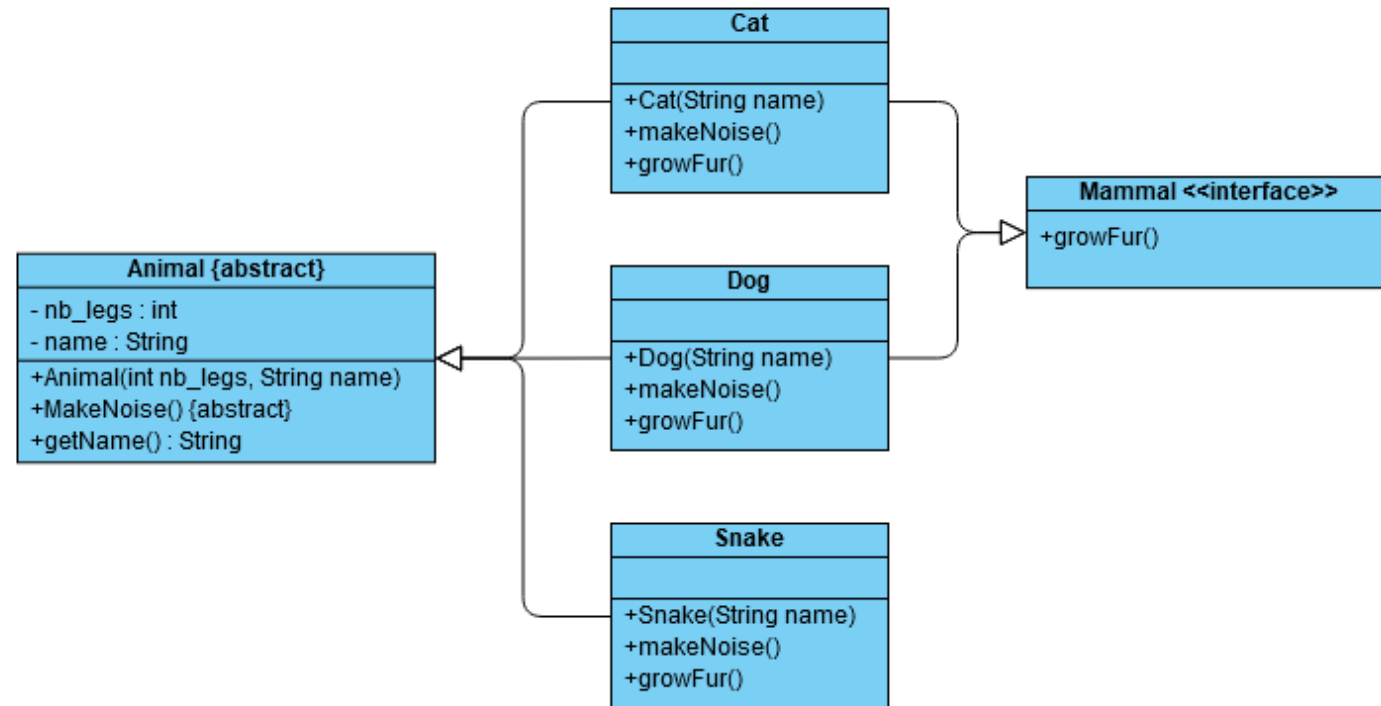 Cat
+Cat(String name)
+makeNoise()
+growFur()
Mammal <<interface>>
+growFur()
Animal {abstract}
- nb_legs : int
- name : String
+Animal(int nb_legs, String name)
+MakeNoise() {abstract}
+getName() : String
Dog
+Dog(String name)
+makeNoise()
+growFur()
Snake
+Snake(String name)
+makeNoise()
+growFur()